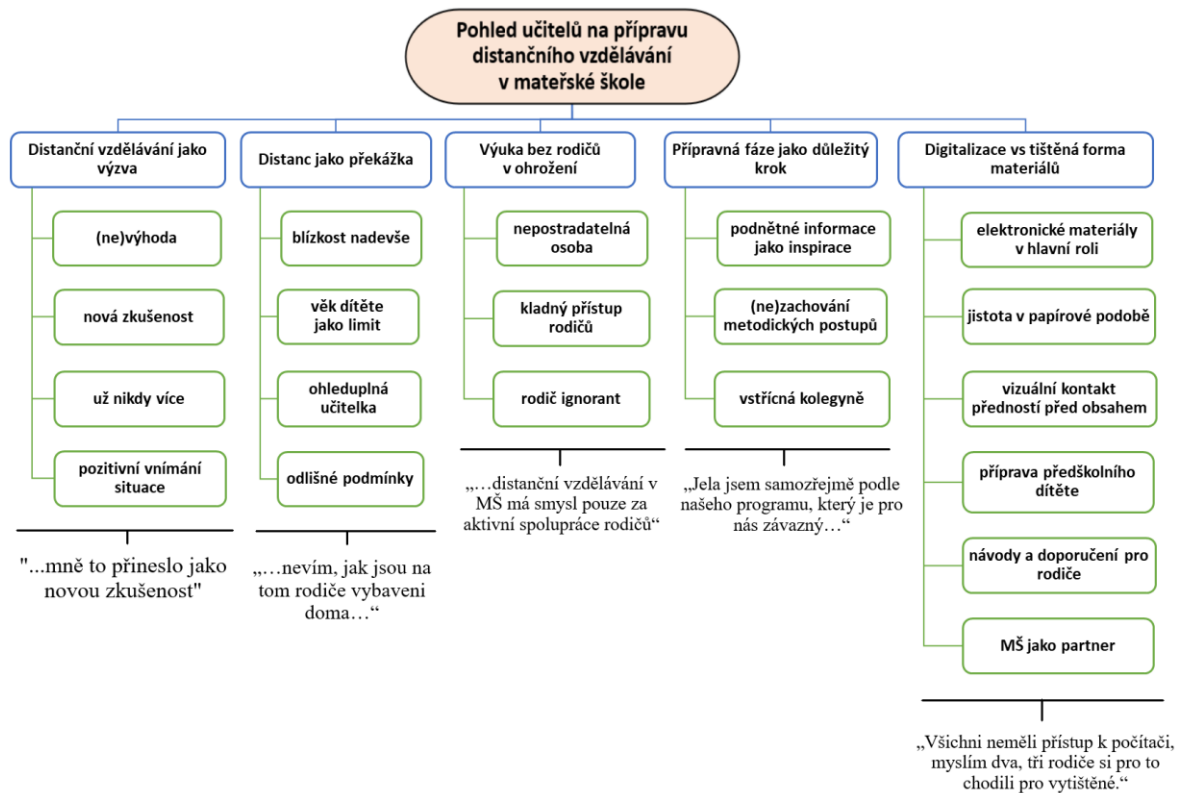 Pohled učitelů na přípravu
distančního vzdělávání
v mateřské škole
Distanční vzdělávání jako
výzva
(ne)výhoda
nová zkušenost
už nikdy více
pozitivní vnímání
situace
"...mně to přineslo jako
novou zkušenost"
Distanc jako překážka
blízkost nadevše
věk dítěte
jako limit
ohleduplná
učitelka
odlišné podmínky
„…nevím, jak jsou na
tom rodiče vybaveni
doma…“
Výuka bez rodičů
v ohrožení
nepostradatelná
osoba
kladný přístup
rodičů
rodič ignorant
„…distanční vzdělávání v
MŠ má smysl pouze za
aktivní spolupráce rodičů“
Přípravná fáze jako důležitý
krok
podnětné informace
jako inspirace
(ne)zachování
metodických postupů
vstřícná kolegyně
„Jela jsem samozřejmě podle
našeho programu, který je pro
nás závazný…“
Digitalizace vs tištěná forma
materiálů
elektronické materiály
v hlavní roli
jistota v papírové podobě
vizuální kontakt
předností před obsahem
příprava předškolního
dítěte
návody a doporučení pro
rodiče
MŠ jako partner
„Všichni neměli přístup k počítači,
myslím dva, tři rodiče si pro to
chodili pro vytištěné.“